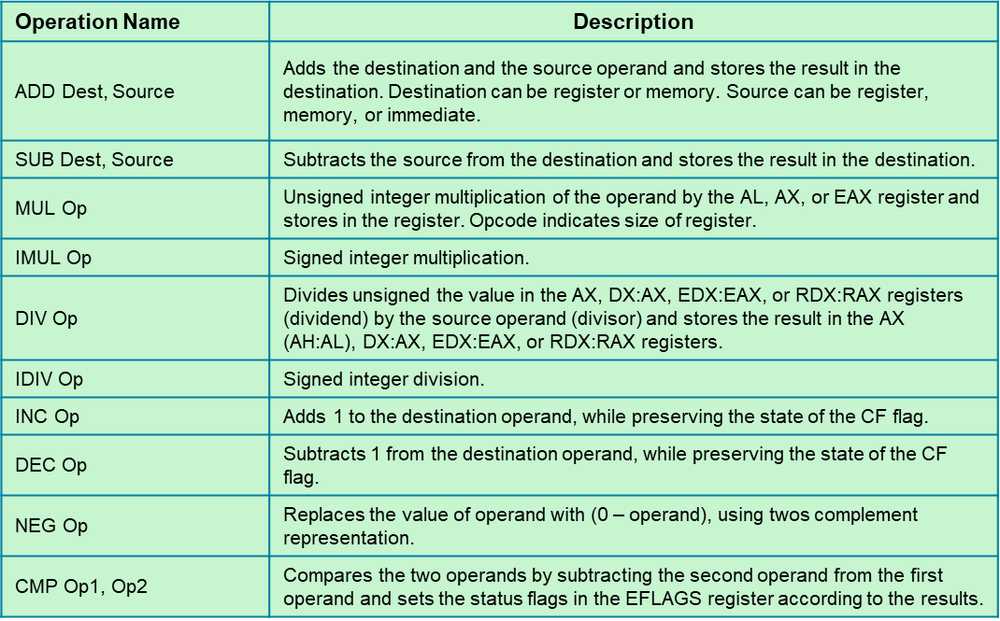 Operation Name
Description
ADD Dest, Source
Adds the destination and the source operand and stores the result in the
destination. Destination can be register or memory. Source can be register,
memory, or immediate.
SUB Dest, Source
Subtracts the source from the destination and stores the result in the destination.
MUL Op
Unsigned integer multiplication of the operand by the AL, AX, or EAX register and
stores in the register. Opcode indicates size of register.
IMUL Op
Signed integer multiplication.
DIV Op
Divides unsigned the value in the AX, DX:AX, EDX:EAX, or RDX:RAX registers
(dividend) by the source operand (divisor) and stores the result in the AX
(AH:AL), DX:AX, EDX:EAX, or RDX:RAX registers.
IDIV Op
Signed integer division.
INC Op
Adds 1 to the destination operand, while preserving the state of the CF flag.
DEC Op
Subtracts 1 from the destination operand, while preserving the state of the CF
flag.
NEG Op
Replaces the value of operand with (0 – operand), using twos complement
representation.
CMP Op1, Op2
Compares the two operands by subtracting the second operand from the first
operand and sets the status flags in the EFLAGS register according to the results.